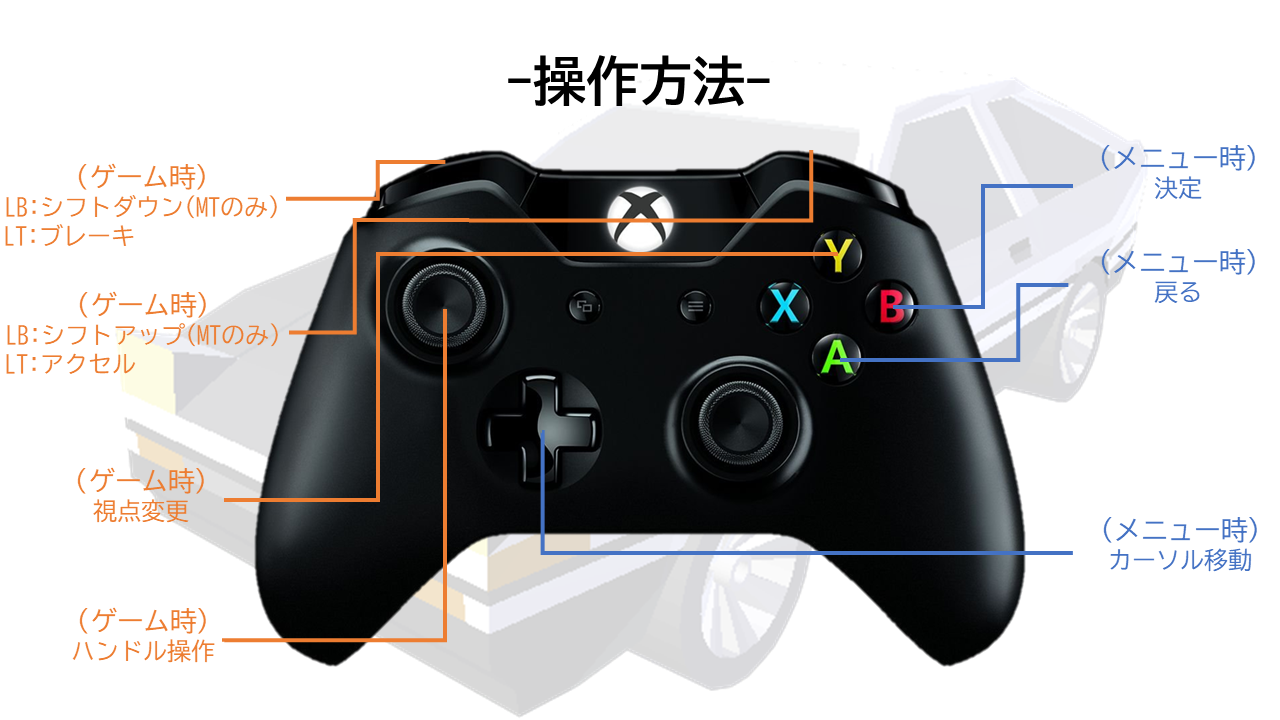 -操作方法-
(ゲーム時)
LB:シフトダウン(MTのみ)
LT:ブレーキ
(ゲーム時)
LB:シフトアップ(MTのみ)
LT:アクセル
(ゲーム時)
視点変更
(ゲーム時)
ハンドル操作
Y
X
B
A
(メニュー時)
決定
(メニュー時)
戻る
(メニュー時)
カーソル移動